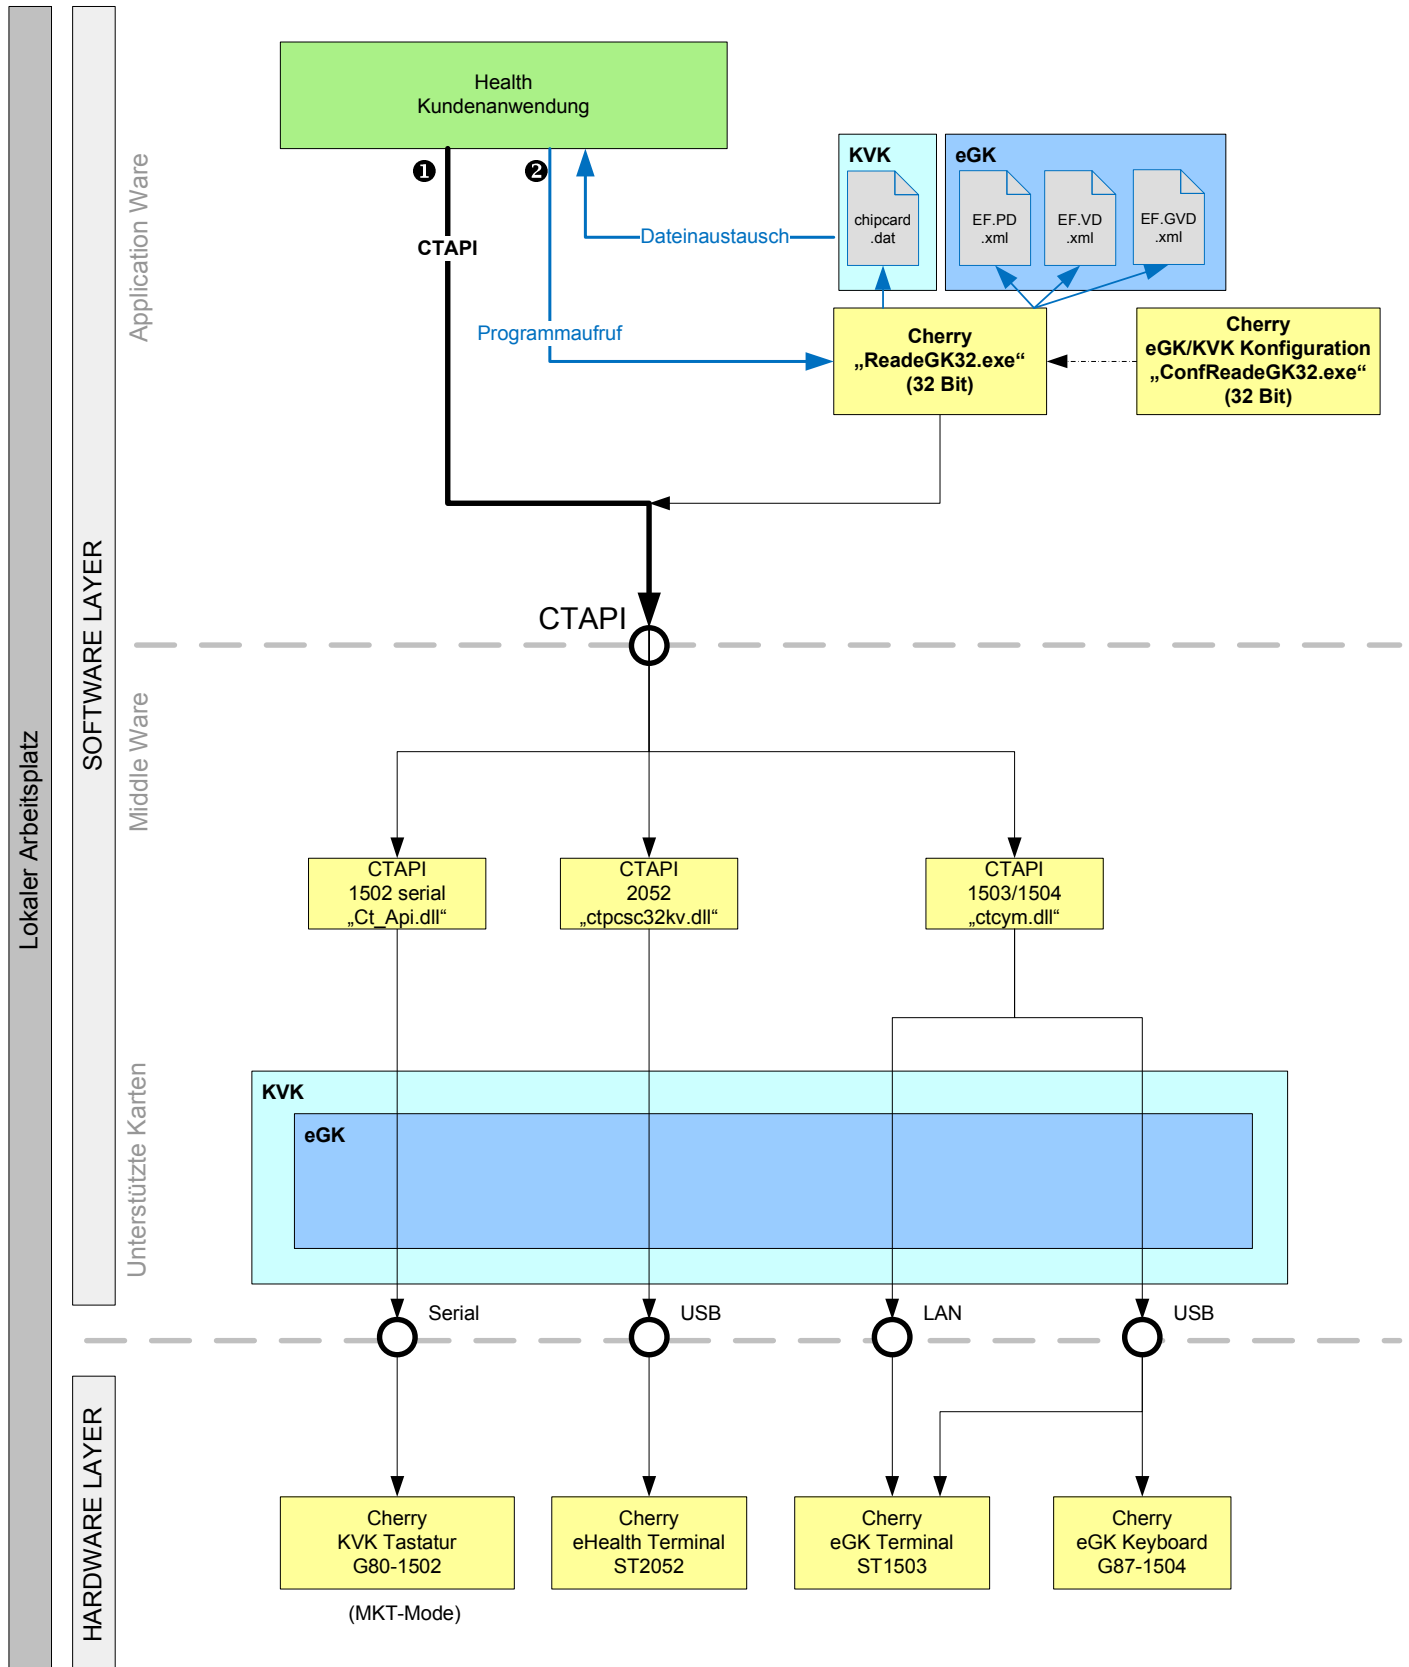 Health
Kundenanwendung
❶
❷
KVK
eGK
chipcard
.dat
EF.PD
.xml
EF.VD
.xml
EF.GVD
.xml
CTAPI
Dateinaustausch
Programmaufruf
Cherry
„ReadeGK32.exe“
(32 Bit)
Cherry
eGK/KVK Konfiguration
„ConfReadeGK32.exe“
(32 Bit)
Application Ware
CTAPI
SOFTWARE LAYER
Lokaler Arbeitsplatz
Middle Ware
CTAPI
1502 serial
„Ct_Api.dll“
CTAPI
2052
„ctpcsc32kv.dll“
CTAPI
1503/1504
„ctcym.dll“
Unterstützte Karten
KVK
eGK
Serial
USB
LAN
USB
HARDWARE LAYER
Cherry
KVK Tastatur
G80-1502
(MKT-Mode)
Cherry
eHealth Terminal
ST2052
Cherry
eGK Terminal
ST1503
Cherry
eGK Keyboard
G87-1504